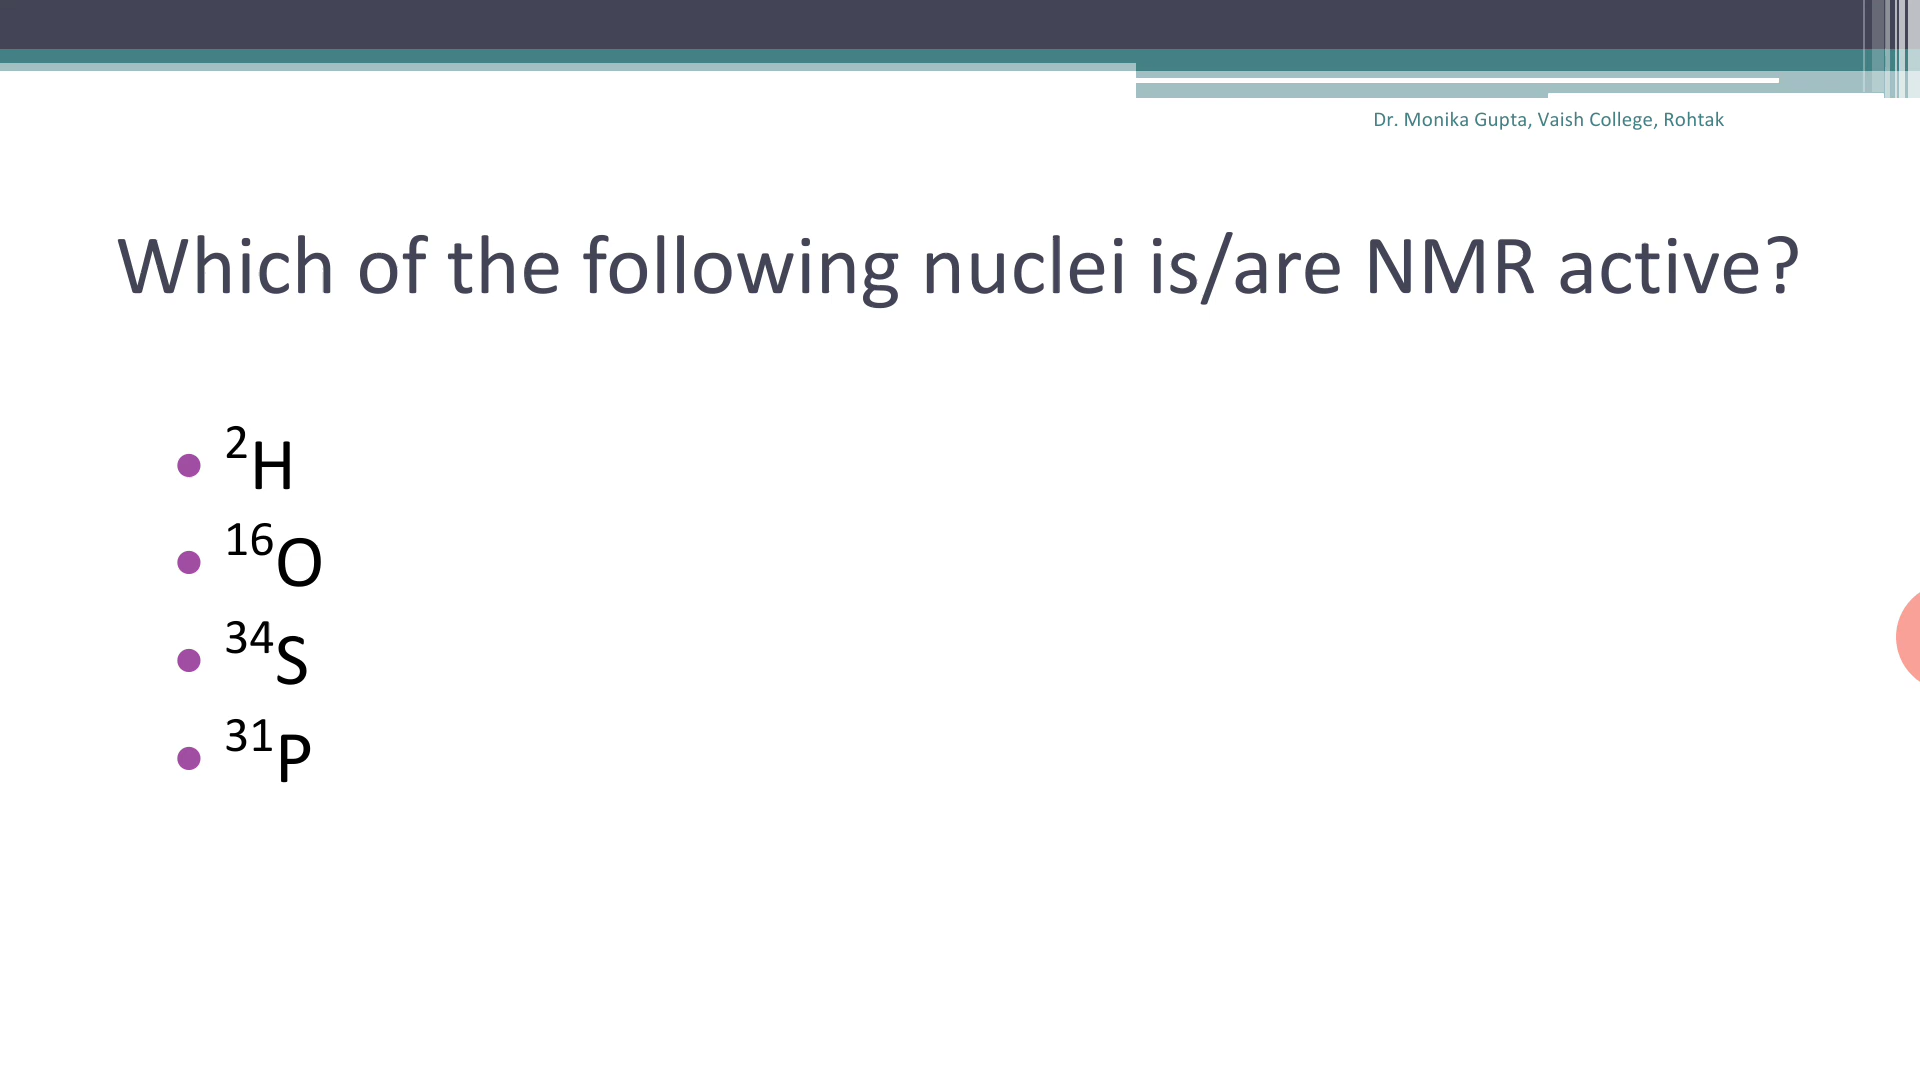 Dr. Monika Gupta, Vaish College, Rohtak
Which of the following nuclei is/are NMR active?
• ²H
• ¹⁶O
• ³⁴S
• ³¹P